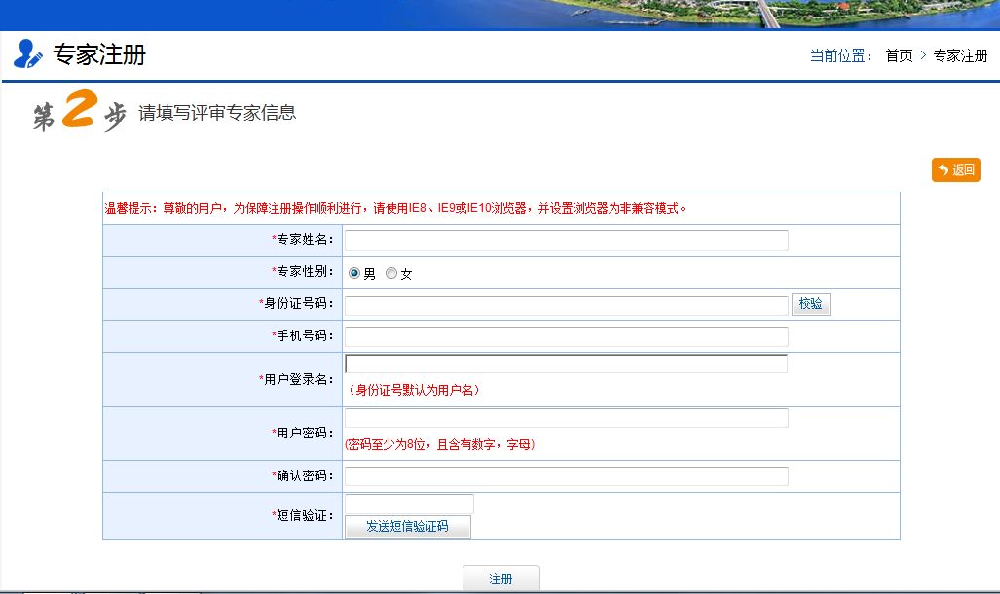 专家注册
当前位置： 首页 > 专家注册
第2步 请填写评审专家信息
返回
温馨提示：尊敬的用户，为保障注册操作顺利进行，请使用IE8、IE9或IE10浏览器，并设置浏览器为非兼容模式。
*专家姓名：
*专家性别： 男 女
*身份证号码： 校验
*手机号码：
*用户登录名：
（身份证号默认为用户名）
*用户密码：
(密码至少为8位，且含有数字，字母)
*确认密码：
*短信验证：
发送短信验证码
注册